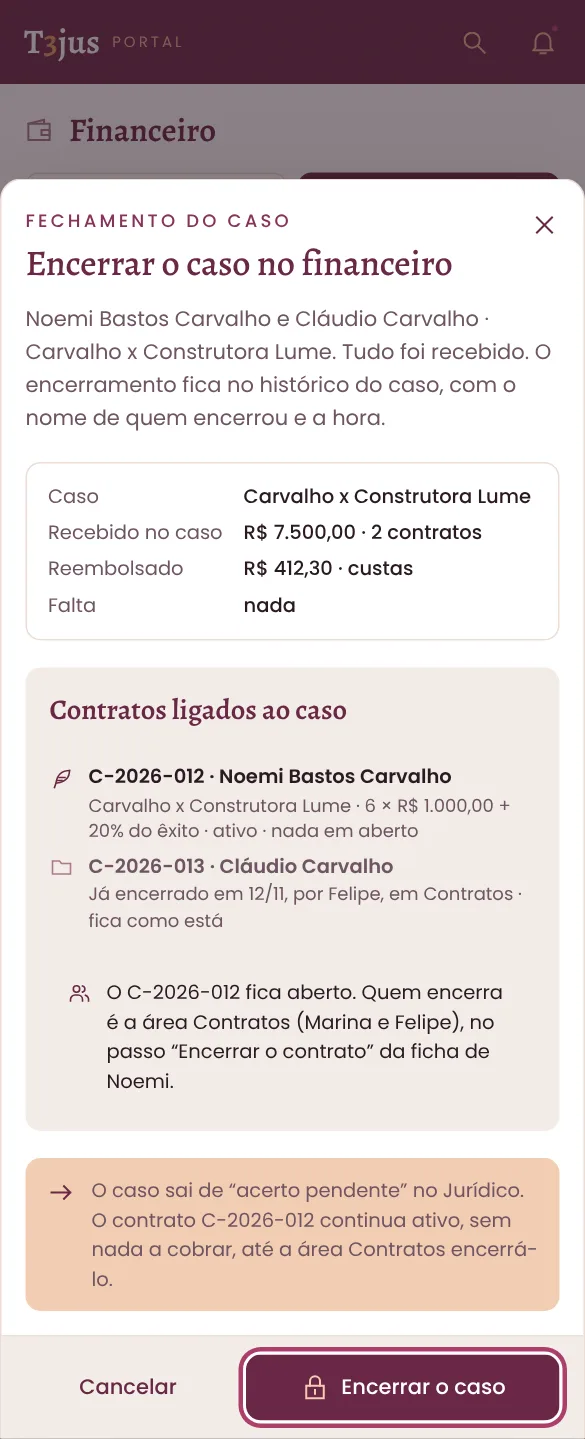 T3jus PORTAL
Financeiro
FECHAMENTO DO CASO
Encerrar o caso no financeiro
Noemi Bastos Carvalho e Cláudio Carvalho ·
Carvalho x Construtora Lume. Tudo foi recebido. O
encerramento fica no histórico do caso, com o
nome de quem encerrou e a hora.
Caso Carvalho x Construtora Lume
Recebido no caso R$ 7.500,00 · 2 contratos
Reembolsado R$ 412,30 · custas
Falta nada
Contratos ligados ao caso
C-2026-012 · Noemi Bastos Carvalho
Carvalho x Construtora Lume · 6 × R$ 1.000,00 +
20% do êxito · ativo · nada em aberto
C-2026-013 · Cláudio Carvalho
Já encerrado em 12/11, por Felipe, em Contratos ·
fica como está
O C-2026-012 fica aberto. Quem encerra
é a área Contratos (Marina e Felipe), no
passo “Encerrar o contrato” da ficha de
Noemi.
O caso sai de “acerto pendente” no Jurídico.
O contrato C-2026-012 continua ativo, sem
nada a cobrar, até a área Contratos encerrá-
lo.
Cancelar
Encerrar o caso